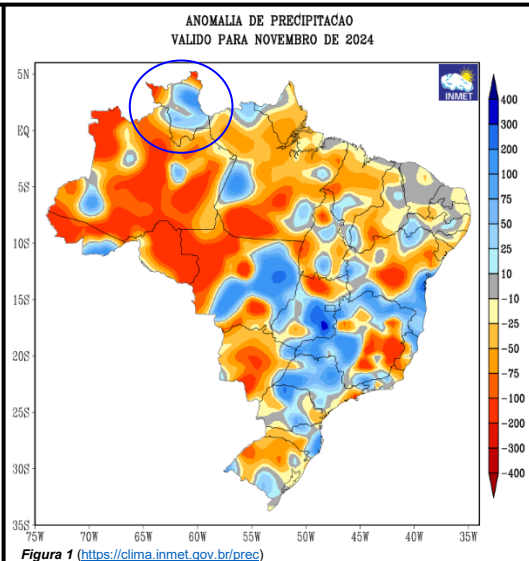 ANOMALIA DE PRECIPITACAO
VALIDO PARA NOVEMBRO DE 2024
5N
EQ
5S
10S
15S
20S
25S
30S
35S
75W 70W 65W 60W 55W 50W 45W 40W 35W
INMET
400
300
200
100
75
50
25
10
-10
-25
-50
-75
-100
-200
-300
-400
Figura 1 (https://clima.inmet.gov.br/prec)